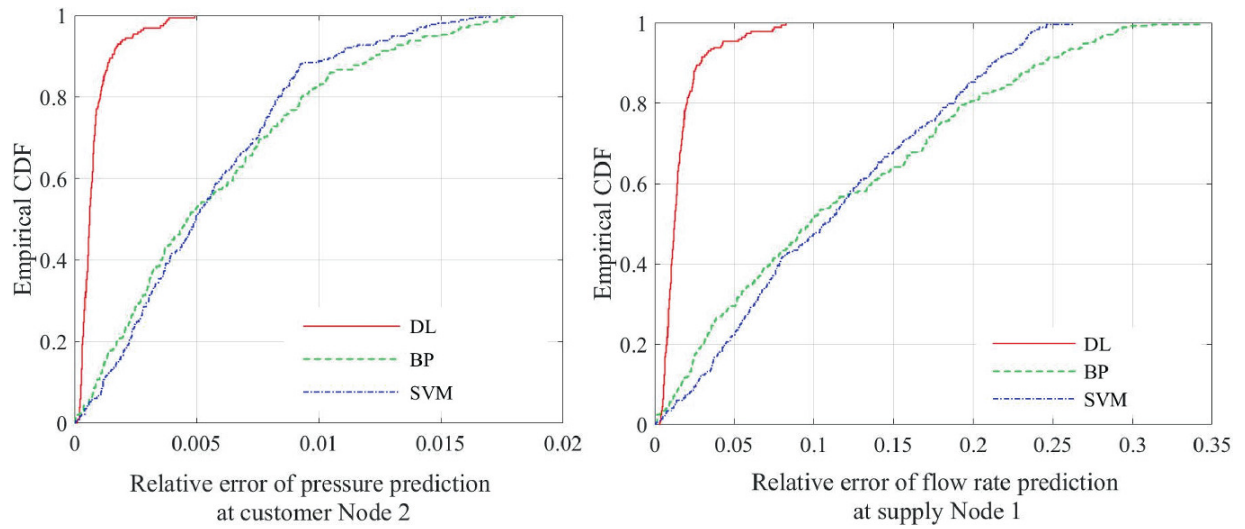 1
0.8
0.6
0.4
0.2
0
Empirical CDF
DL
BP
SVM
0 0.005 0.01 0.015 0.02
Relative error of pressure prediction
at customer Node 2
1
0.8
0.6
0.4
0.2
0
Empirical CDF
DL
BP
SVM
0 0.05 0.1 0.15 0.2 0.25 0.3 0.35
Relative error of flow rate prediction
at supply Node 1